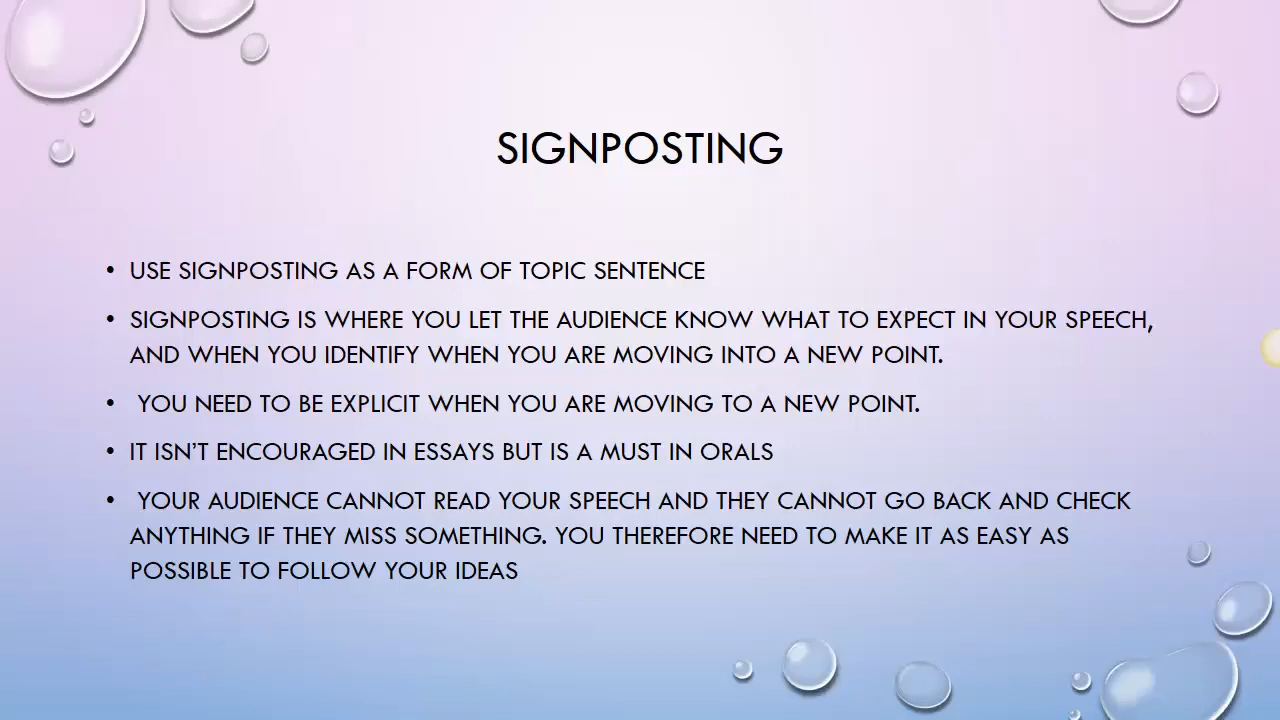 SIGNPOSTING
• USE SIGNPOSTING AS A FORM OF TOPIC SENTENCE
• SIGNPOSTING IS WHERE YOU LET THE AUDIENCE KNOW WHAT TO EXPECT IN YOUR SPEECH,
AND WHEN YOU IDENTIFY WHEN YOU ARE MOVING INTO A NEW POINT.
• YOU NEED TO BE EXPLICIT WHEN YOU ARE MOVING TO A NEW POINT.
• IT ISN’T ENCOURAGED IN ESSAYS BUT IS A MUST IN ORALS
• YOUR AUDIENCE CANNOT READ YOUR SPEECH AND THEY CANNOT GO BACK AND CHECK
ANYTHING IF THEY MISS SOMETHING. YOU THEREFORE NEED TO MAKE IT AS EASY AS
POSSIBLE TO FOLLOW YOUR IDEAS